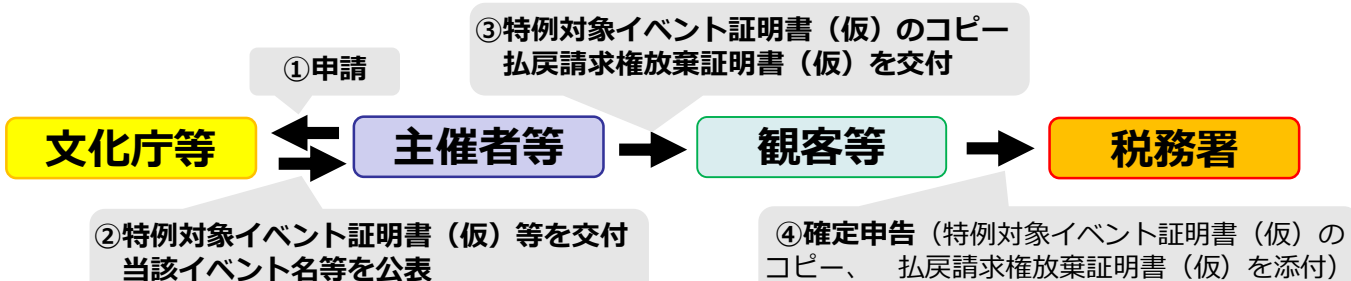 ③特例対象イベント証明書（仮）のコピー
払戻請求権放棄証明書（仮）を交付
①申請
文化庁等
主催者等
観客等
税務署
②特例対象イベント証明書（仮）等を交付
当該イベント名等を公表
④確定申告（特例対象イベント証明書（仮）の
コピー、　払戻請求権放棄証明書（仮）を添付）